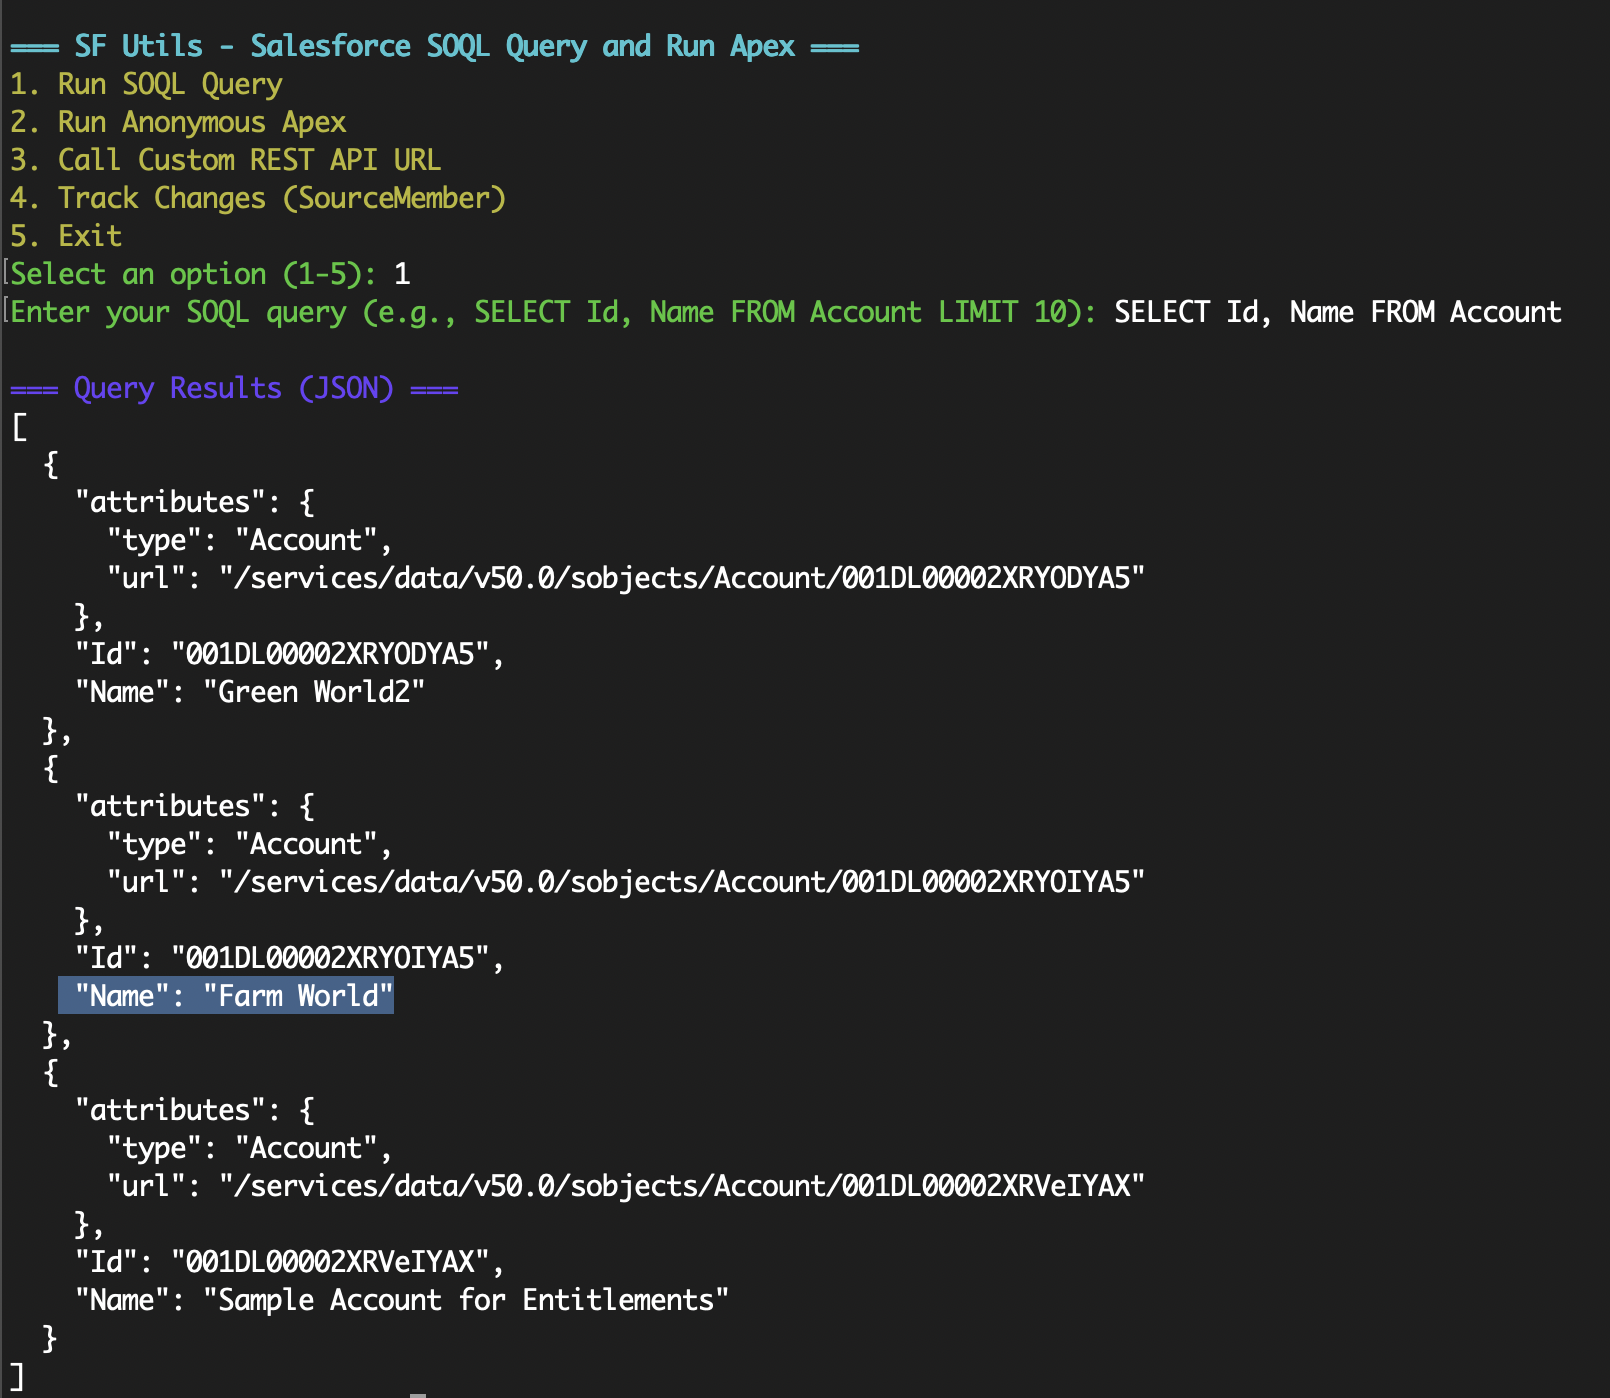 === SF Utils - Salesforce SOQL Query and Run Apex ===
1. Run SOQL Query
2. Run Anonymous Apex
3. Call Custom REST API URL
4. Track Changes (SourceMember)
5. Exit
Select an option (1-5): 1
Enter your SOQL query (e.g., SELECT Id, Name FROM Account LIMIT 10): SELECT Id, Name FROM Account
=== Query Results (JSON) ===
[
  {
    "attributes": {
      "type": "Account",
      "url": "/services/data/v50.0/sobjects/Account/001DL00002XRYODYA5"
    },
    "Id": "001DL00002XRYODYA5",
    "Name": "Green World2"
  },
  {
    "attributes": {
      "type": "Account",
      "url": "/services/data/v50.0/sobjects/Account/001DL00002XRYOIYA5"
    },
    "Id": "001DL00002XRYOIYA5",
    "Name": "Farm World"
  },
  {
    "attributes": {
      "type": "Account",
      "url": "/services/data/v50.0/sobjects/Account/001DL00002XRVeIYAX"
    },
    "Id": "001DL00002XRVeIYAX",
    "Name": "Sample Account for Entitlements"
  }
]